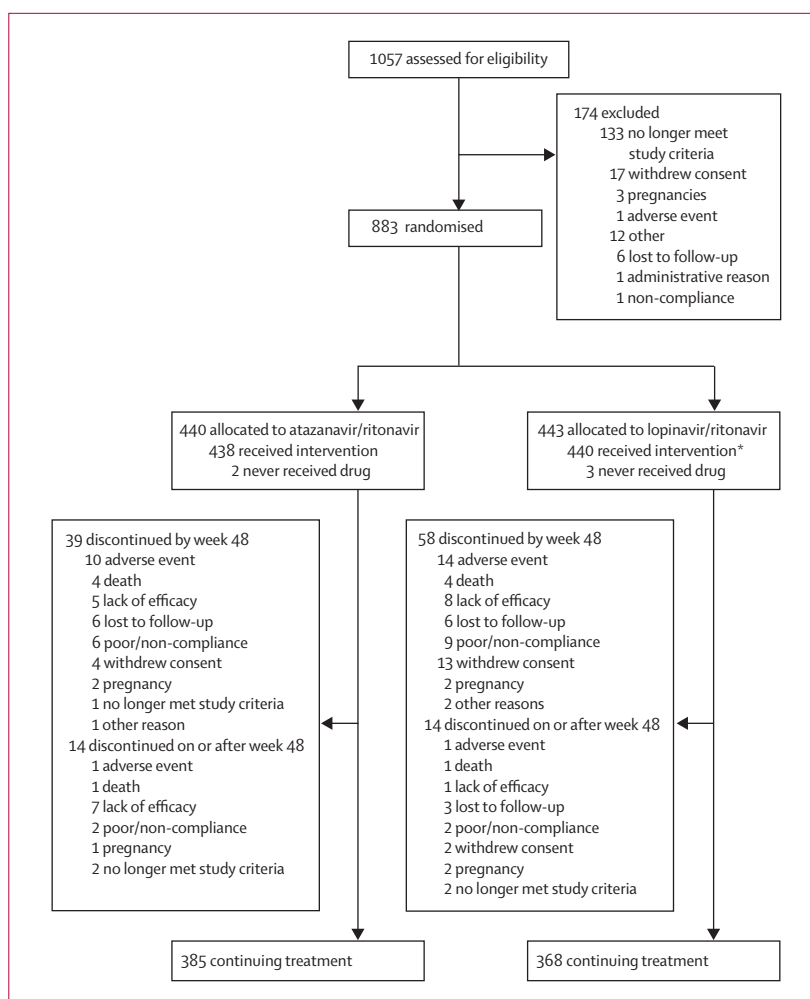 1057 assessed for eligibility
174 excluded
133 no longer meet
study criteria
17 withdrew consent
3 pregnancies
1 adverse event
12 other
6 lost to follow-up
1 administrative reason
1 non-compliance
883 randomised
440 allocated to atazanavir/ritonavir
438 received intervention
2 never received drug
443 allocated to lopinavir/ritonavir
440 received intervention*
3 never received drug
39 discontinued by week 48
10 adverse event
4 death
5 lack of efficacy
6 lost to follow-up
6 poor/non-compliance
4 withdrew consent
2 pregnancy
1 no longer met study criteria
1 other reason
14 discontinued on or after week 48
1 adverse event
1 death
7 lack of efficacy
2 poor/non-compliance
1 pregnancy
2 no longer met study criteria
58 discontinued by week 48
14 adverse event
4 death
8 lack of efficacy
6 lost to follow-up
9 poor/non-compliance
13 withdrew consent
2 pregnancy
2 other reasons
14 discontinued on or after week 48
1 adverse event
1 death
1 lack of efficacy
3 lost to follow-up
2 poor/non-compliance
2 withdrew consent
2 pregnancy
2 no longer met study criteria
385 continuing treatment
368 continuing treatment